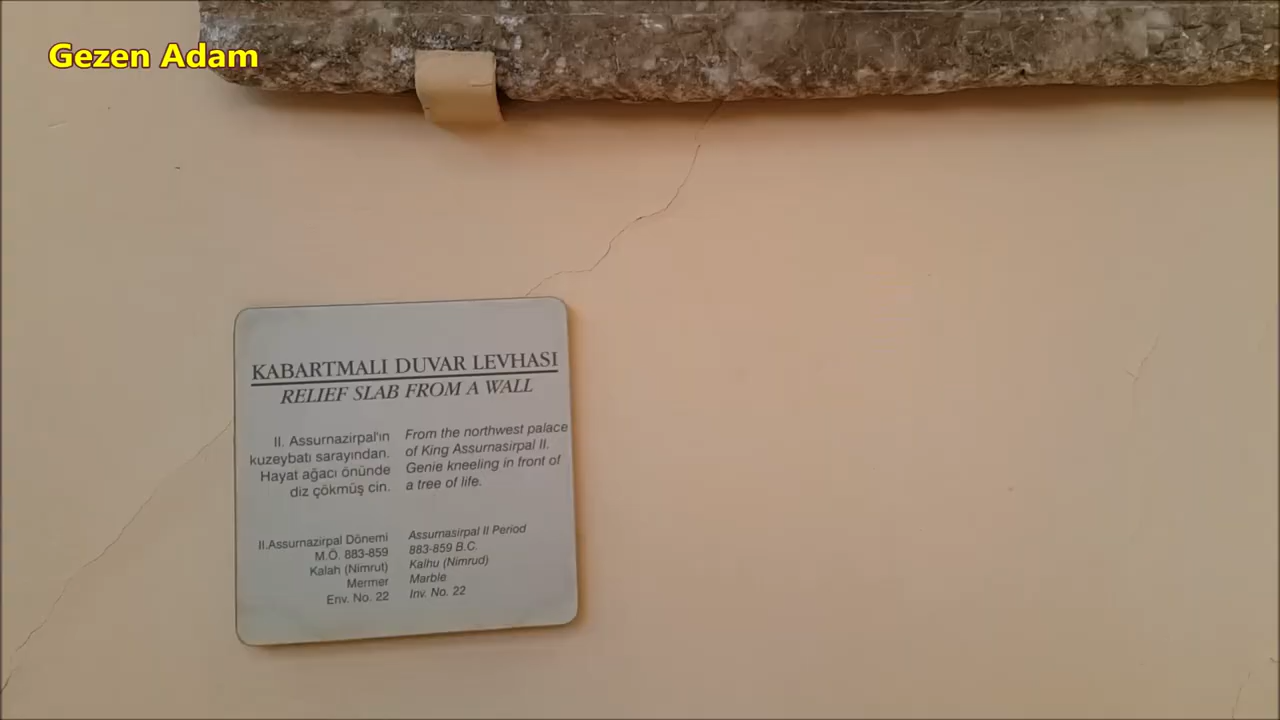 Gezen Adam
KABARTMALI DUVAR LEVHASI
RELIEF SLAB FROM A WALL
II. Assurnazirpal'ın
kuzeybatı sarayından.
Hayat ağacı önünde
diz çökmüş cin.
From the northwest palace
of King Assurnasirpal II.
Genie kneeling in front of
a tree of life.
II.Assurnazirpal Dönemi
M.Ö. 883-859
Kalah (Nimrut)
Mermer
Env. No. 22
Assurnasirpal II Period
883-859 B.C.
Kalhu (Nimrud)
Marble
Inv. No. 22